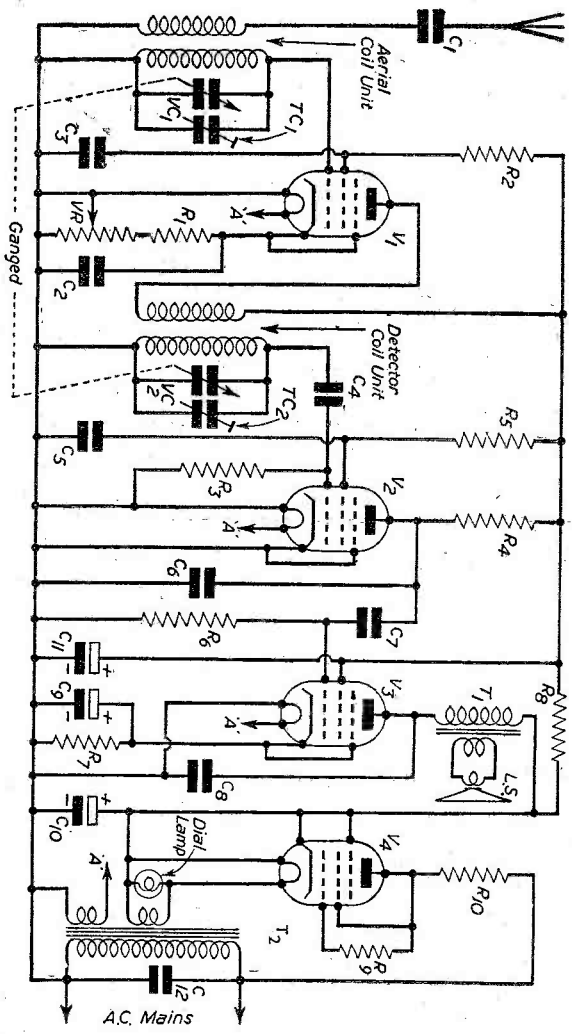 C1
Aerial
Coil Unit
TC1
VC1
C3
R2
V1
'A'
VR
R1
C2
Ganged
Detector
Coil Unit
TC2
VC2
C4
C5
R5
R3
V2
'A'
R4
C6
C7
R6
C11
- +
C9
- +
R7
V3
'A'
C8
T1
L.S.
R8
C10
- +
Dial
Lamp
V4
R10
R9
T2
'A'
C12
A.C. Mains